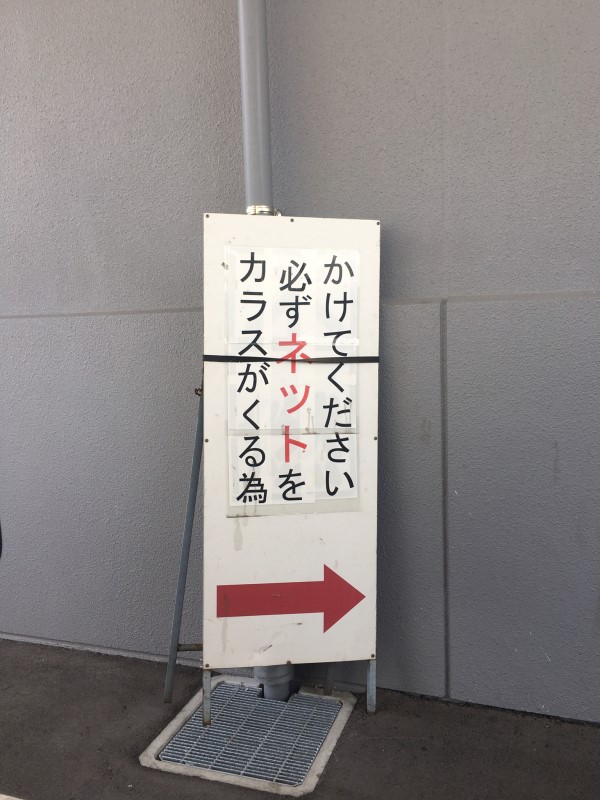 カラスがくる為
必ずネットを
かけてください